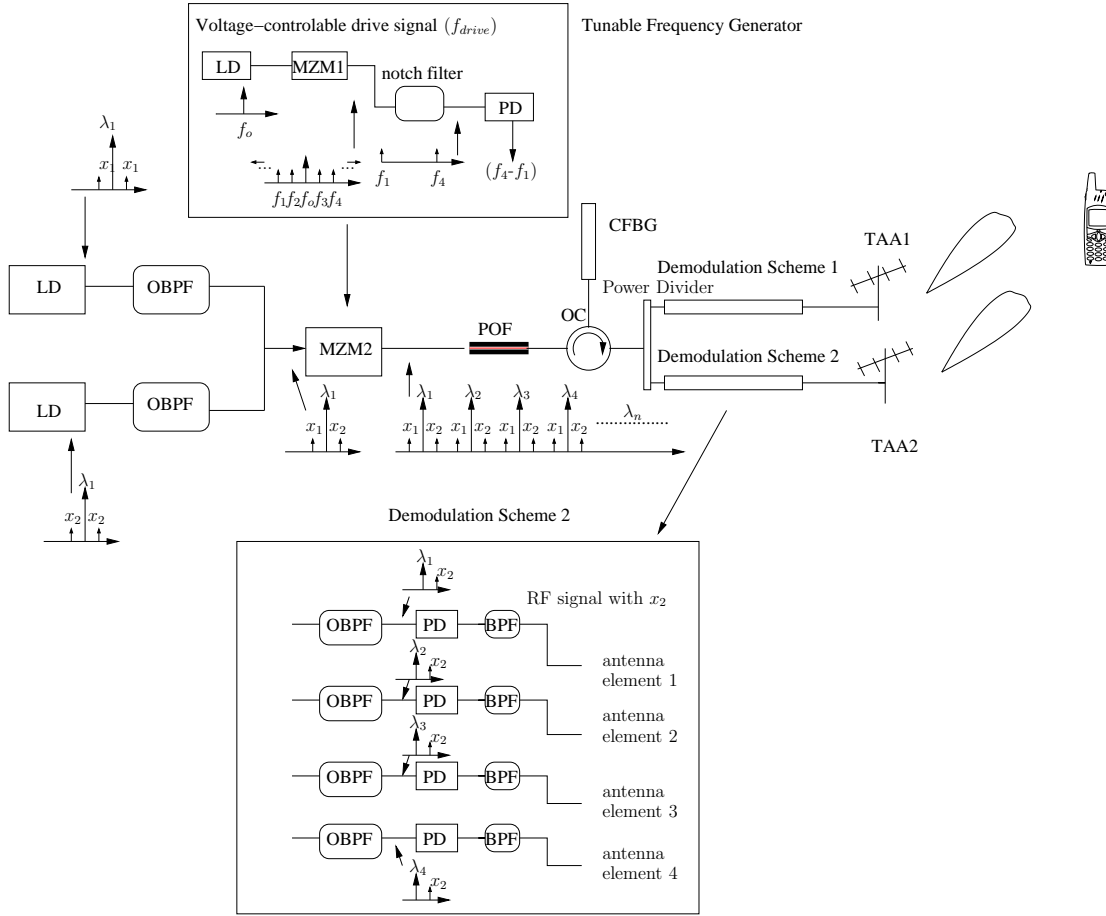 Voltage−controlable drive signal (f_{drive})
Tunable Frequency Generator
LD
MZM1
notch filter
PD
f_o
...
...
f_1 f_2 f_o f_3 f_4
f_1
f_4
(f_4-f_1)
λ_1
x_1
x_1
LD
OBPF
LD
OBPF
λ_1
x_2
x_2
MZM2
POF
OC
CFBG
Power Divider
Demodulation Scheme 1
Demodulation Scheme 2
TAA1
TAA2
λ_1
x_1
x_2
λ_1
λ_2
λ_3
λ_4
λ_n
x_1 x_2 x_1 x_2 x_1 x_2 x_1 x_2
Demodulation Scheme 2
λ_1
x_2
RF signal with x_2
OBPF
PD
BPF
antenna
element 1
λ_2
x_2
OBPF
PD
BPF
antenna
element 2
λ_3
x_2
OBPF
PD
BPF
antenna
element 3
OBPF
PD
BPF
antenna
element 4
λ_4
x_2